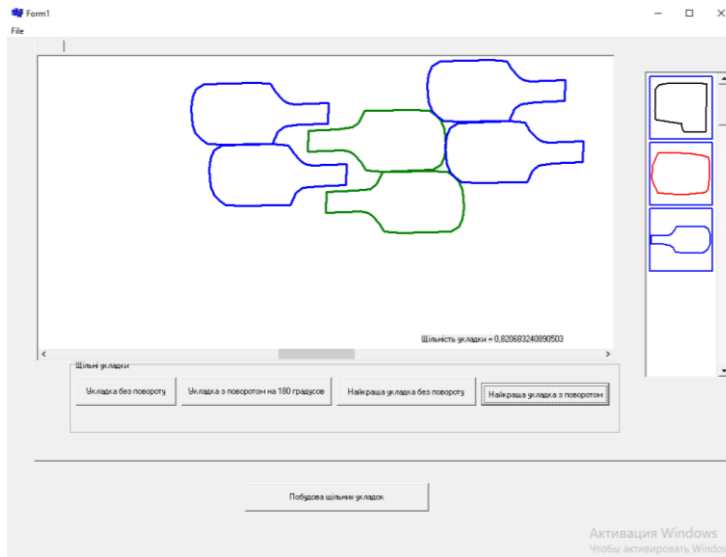 Form1
File
Щільність укладки = 0,820683240890503
Щільні укладки
Укладка без повороту
Укладка з поворотом на 180 градусов
Найкраща укладка без повороту
Найкраща укладка з поворотом
Побудова щільних укладок
Активация Windows
Чтобы активировать Window